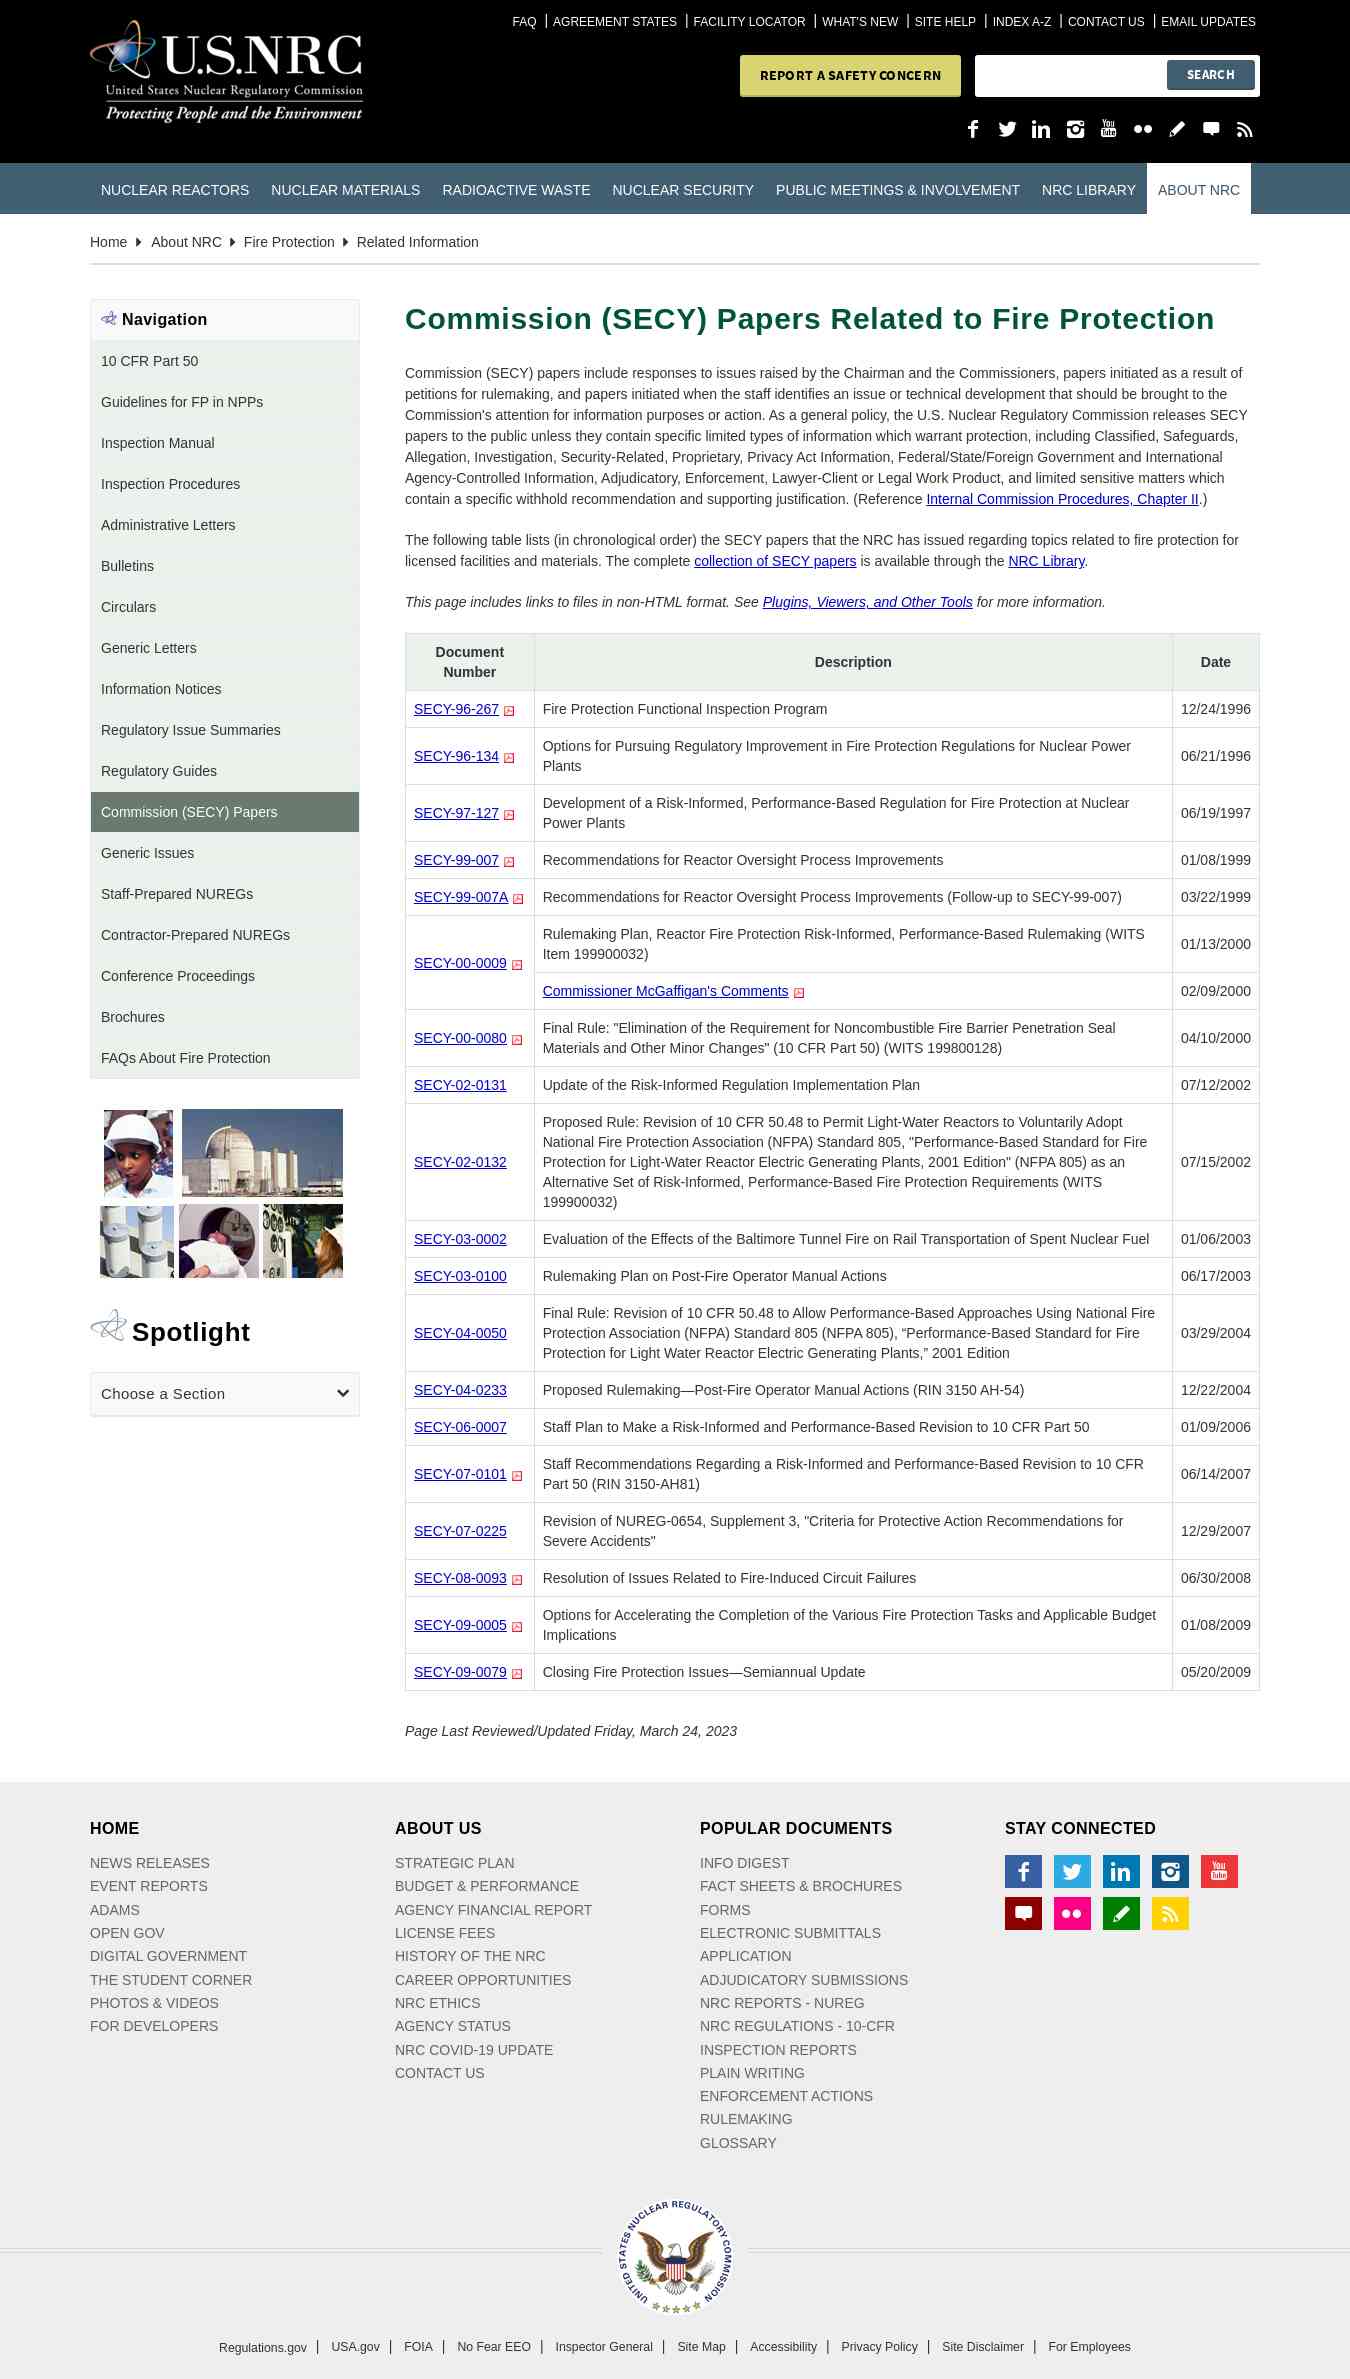 U.S.NRC
United States Nuclear Regulatory Commission
Protecting People and the Environment
FAQ | AGREEMENT STATES | FACILITY LOCATOR | WHAT'S NEW | SITE HELP | INDEX A-Z | CONTACT US | EMAIL UPDATES
REPORT A SAFETY CONCERN
SEARCH
NUCLEAR REACTORS NUCLEAR MATERIALS RADIOACTIVE WASTE NUCLEAR SECURITY PUBLIC MEETINGS & INVOLVEMENT NRC LIBRARY ABOUT NRC
Home About NRC Fire Protection Related Information
Navigation
10 CFR Part 50
Guidelines for FP in NPPs
Inspection Manual
Inspection Procedures
Administrative Letters
Bulletins
Circulars
Generic Letters
Information Notices
Regulatory Issue Summaries
Regulatory Guides
Commission (SECY) Papers
Generic Issues
Staff-Prepared NUREGs
Contractor-Prepared NUREGs
Conference Proceedings
Brochures
FAQs About Fire Protection
Spotlight
Choose a Section
Commission (SECY) Papers Related to Fire Protection
Commission (SECY) papers include responses to issues raised by the Chairman and the Commissioners, papers initiated as a result of
petitions for rulemaking, and papers initiated when the staff identifies an issue or technical development that should be brought to the
Commission's attention for information purposes or action. As a general policy, the U.S. Nuclear Regulatory Commission releases SECY
papers to the public unless they contain specific limited types of information which warrant protection, including Classified, Safeguards,
Allegation, Investigation, Security-Related, Proprietary, Privacy Act Information, Federal/State/Foreign Government and International
Agency-Controlled Information, Adjudicatory, Enforcement, Lawyer-Client or Legal Work Product, and limited sensitive matters which
contain a specific withhold recommendation and supporting justification. (Reference Internal Commission Procedures, Chapter II.)
The following table lists (in chronological order) the SECY papers that the NRC has issued regarding topics related to fire protection for
licensed facilities and materials. The complete collection of SECY papers is available through the NRC Library.
This page includes links to files in non-HTML format. See Plugins, Viewers, and Other Tools for more information.
Document
Number Description Date
SECY-96-267 Fire Protection Functional Inspection Program 12/24/1996
SECY-96-134 Options for Pursuing Regulatory Improvement in Fire Protection Regulations for Nuclear Power
Plants 06/21/1996
SECY-97-127 Development of a Risk-Informed, Performance-Based Regulation for Fire Protection at Nuclear
Power Plants 06/19/1997
SECY-99-007 Recommendations for Reactor Oversight Process Improvements 01/08/1999
SECY-99-007A Recommendations for Reactor Oversight Process Improvements (Follow-up to SECY-99-007) 03/22/1999
SECY-00-0009 Rulemaking Plan, Reactor Fire Protection Risk-Informed, Performance-Based Rulemaking (WITS
Item 199900032) 01/13/2000
Commissioner McGaffigan's Comments 02/09/2000
SECY-00-0080 Final Rule: "Elimination of the Requirement for Noncombustible Fire Barrier Penetration Seal
Materials and Other Minor Changes" (10 CFR Part 50) (WITS 199800128) 04/10/2000
SECY-02-0131 Update of the Risk-Informed Regulation Implementation Plan 07/12/2002
SECY-02-0132 Proposed Rule: Revision of 10 CFR 50.48 to Permit Light-Water Reactors to Voluntarily Adopt
National Fire Protection Association (NFPA) Standard 805, "Performance-Based Standard for Fire
Protection for Light-Water Reactor Electric Generating Plants, 2001 Edition" (NFPA 805) as an
Alternative Set of Risk-Informed, Performance-Based Fire Protection Requirements (WITS
199900032) 07/15/2002
SECY-03-0002 Evaluation of the Effects of the Baltimore Tunnel Fire on Rail Transportation of Spent Nuclear Fuel 01/06/2003
SECY-03-0100 Rulemaking Plan on Post-Fire Operator Manual Actions 06/17/2003
SECY-04-0050 Final Rule: Revision of 10 CFR 50.48 to Allow Performance-Based Approaches Using National Fire
Protection Association (NFPA) Standard 805 (NFPA 805), “Performance-Based Standard for Fire
Protection for Light Water Reactor Electric Generating Plants,” 2001 Edition 03/29/2004
SECY-04-0233 Proposed Rulemaking—Post-Fire Operator Manual Actions (RIN 3150 AH-54) 12/22/2004
SECY-06-0007 Staff Plan to Make a Risk-Informed and Performance-Based Revision to 10 CFR Part 50 01/09/2006
SECY-07-0101 Staff Recommendations Regarding a Risk-Informed and Performance-Based Revision to 10 CFR
Part 50 (RIN 3150-AH81) 06/14/2007
SECY-07-0225 Revision of NUREG-0654, Supplement 3, "Criteria for Protective Action Recommendations for
Severe Accidents" 12/29/2007
SECY-08-0093 Resolution of Issues Related to Fire-Induced Circuit Failures 06/30/2008
SECY-09-0005 Options for Accelerating the Completion of the Various Fire Protection Tasks and Applicable Budget
Implications 01/08/2009
SECY-09-0079 Closing Fire Protection Issues—Semiannual Update 05/20/2009
Page Last Reviewed/Updated Friday, March 24, 2023
HOME
NEWS RELEASES
EVENT REPORTS
ADAMS
OPEN GOV
DIGITAL GOVERNMENT
THE STUDENT CORNER
PHOTOS & VIDEOS
FOR DEVELOPERS
ABOUT US
STRATEGIC PLAN
BUDGET & PERFORMANCE
AGENCY FINANCIAL REPORT
LICENSE FEES
HISTORY OF THE NRC
CAREER OPPORTUNITIES
NRC ETHICS
AGENCY STATUS
NRC COVID-19 UPDATE
CONTACT US
POPULAR DOCUMENTS
INFO DIGEST
FACT SHEETS & BROCHURES
FORMS
ELECTRONIC SUBMITTALS
APPLICATION
ADJUDICATORY SUBMISSIONS
NRC REPORTS - NUREG
NRC REGULATIONS - 10-CFR
INSPECTION REPORTS
PLAIN WRITING
ENFORCEMENT ACTIONS
RULEMAKING
GLOSSARY
STAY CONNECTED
UNITED STATES NUCLEAR REGULATORY COMMISSION
Regulations.gov | USA.gov | FOIA | No Fear EEO | Inspector General | Site Map | Accessibility | Privacy Policy | Site Disclaimer | For Employees